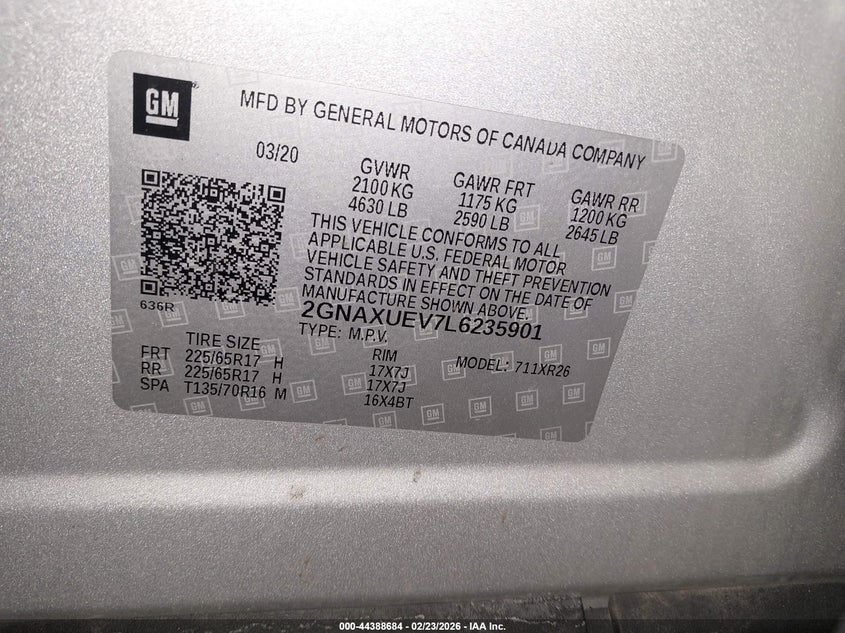 GM
MFD BY GENERAL MOTORS OF CANADA COMPANY
03/20
GVWR
2100 KG
4630 LB
GAWR FRT
1175 KG
2590 LB
GAWR RR
1200 KG
2645 LB
THIS VEHICLE CONFORMS TO ALL
APPLICABLE U.S. FEDERAL MOTOR
VEHICLE SAFETY AND THEFT PREVENTION
STANDARDS IN EFFECT ON THE DATE OF
MANUFACTURE SHOWN ABOVE.
2GNAXUEV7L6235901
TYPE: M.P.V.
MODEL: 711XR26
636R
TIRE SIZE
RIM
FRT 225/65R17 H 17X7J
RR 225/65R17 H 17X7J
SPA T135/70R16 M 16X4BT
000-44388684 - 02/23/2026 - IAA Inc.